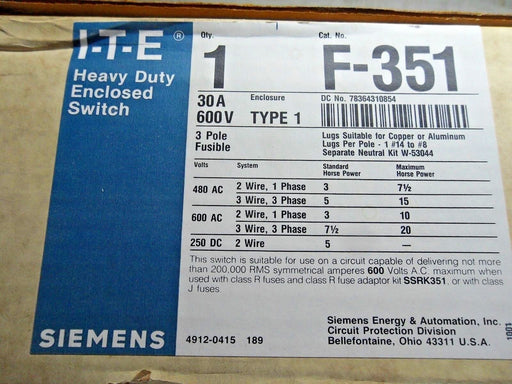 I-T-E®
Heavy Duty
Enclosed
Switch
SIEMENS
Qty.
1
Cat. No.
F-351
30A
600V
Enclosure
TYPE 1
DC No. 78364310854
3 Pole
Fusible
Lugs Suitable for Copper or Aluminum
Lugs Per Pole - 1 #14 to #8
Separate Neutral Kit W-53044
Volts System Standard Horse Power Maximum Horse Power
480 AC 2 Wire, 1 Phase 3 7½
3 Wire, 3 Phase 5 15
600 AC 2 Wire, 1 Phase 3 10
3 Wire, 3 Phase 7½ 20
250 DC 2 Wire 5 —
This switch is suitable for use on a circuit capable of delivering not more
than 200,000 RMS symmetrical amperes 600 Volts A.C. maximum when
used with class R fuses and class R fuse adaptor kit SSRK351, or with class
J fuses.
4912-0415 189
Siemens Energy & Automation, Inc.
Circuit Protection Division
Bellefontaine, Ohio 43311 U.S.A.
1001